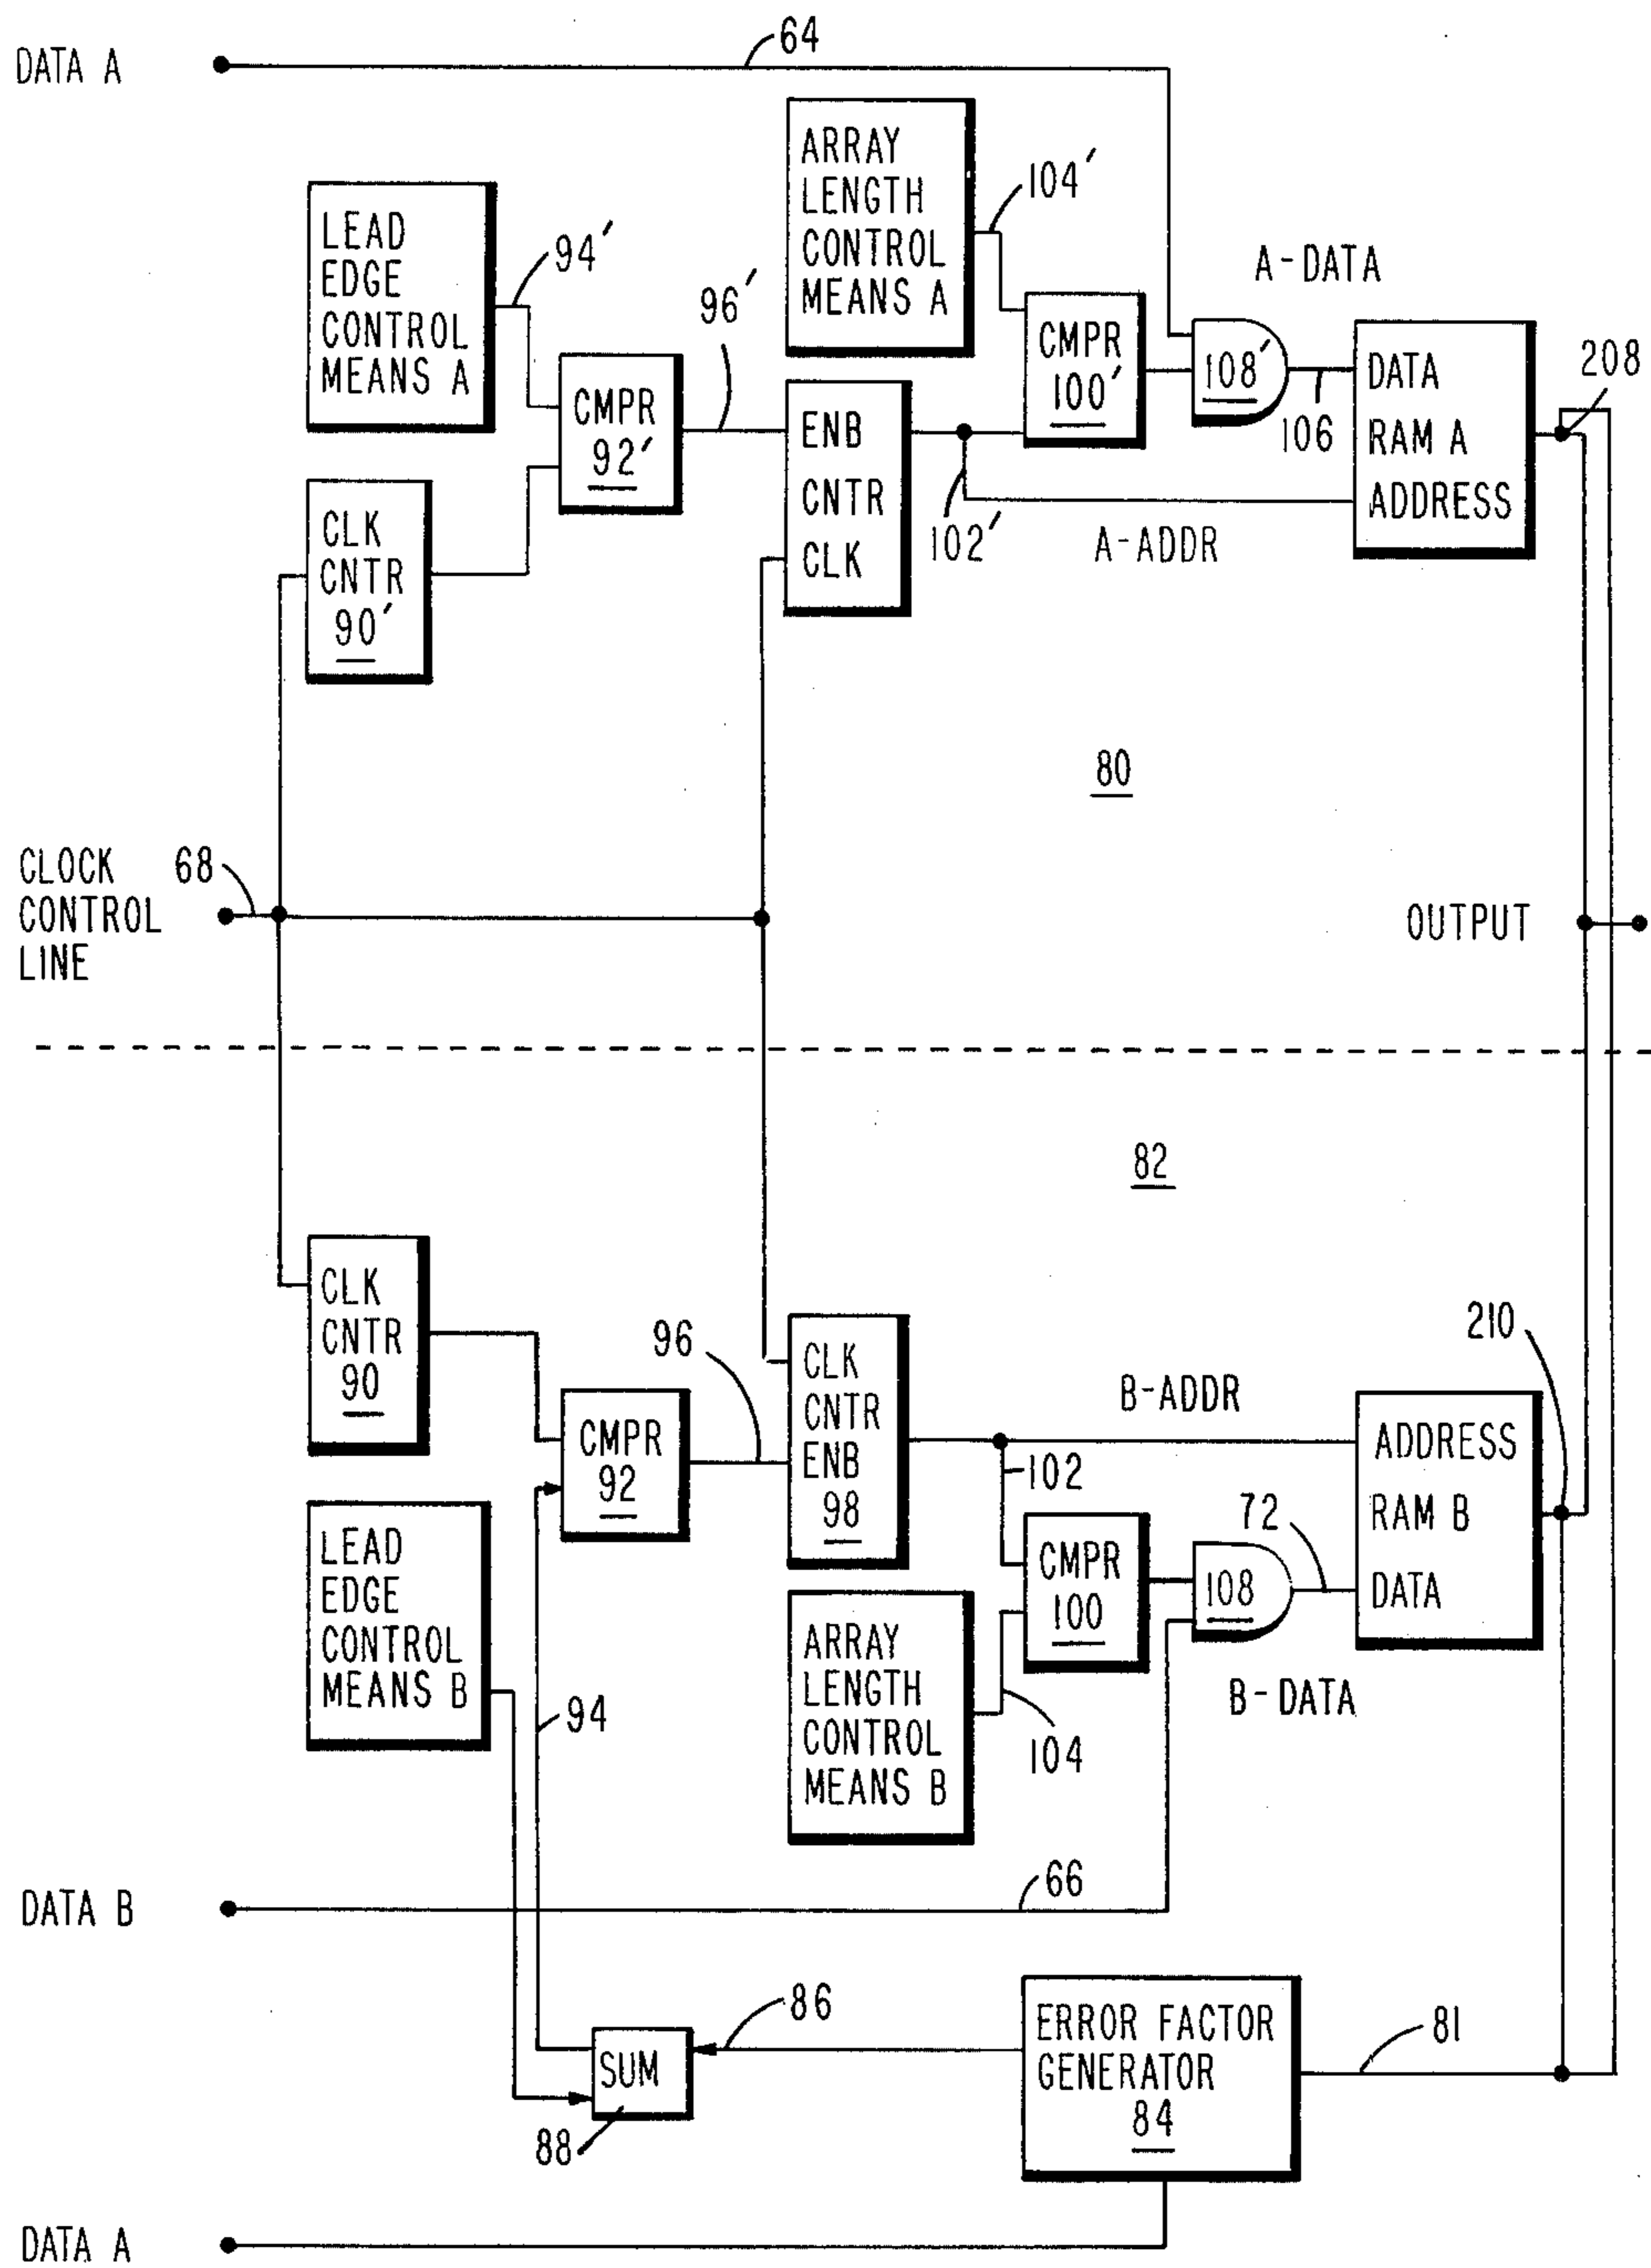 DATA A
64
ARRAY
LENGTH
CONTROL
MEANS A
104'
LEAD
EDGE
CONTROL
MEANS A
94'
96'
A-DATA
CMPR
100'
108'
106
DATA
RAM A
ADDRESS
208
CMPR
92'
ENB
CNTR
CLK
102'
A-ADDR
CLK
CNTR
90'
80
CLOCK
CONTROL
LINE
68
OUTPUT
82
CLK
CNTR
90
96
CLK
CNTR
ENB
98
B-ADDR
210
CMPR
92
102
ADDRESS
RAM B
DATA
LEAD
EDGE
CONTROL
MEANS B
94
CMPR
100
108
72
ARRAY
LENGTH
CONTROL
MEANS B
104
B-DATA
DATA B
66
86
ERROR FACTOR
GENERATOR
84
81
SUM
88
DATA A